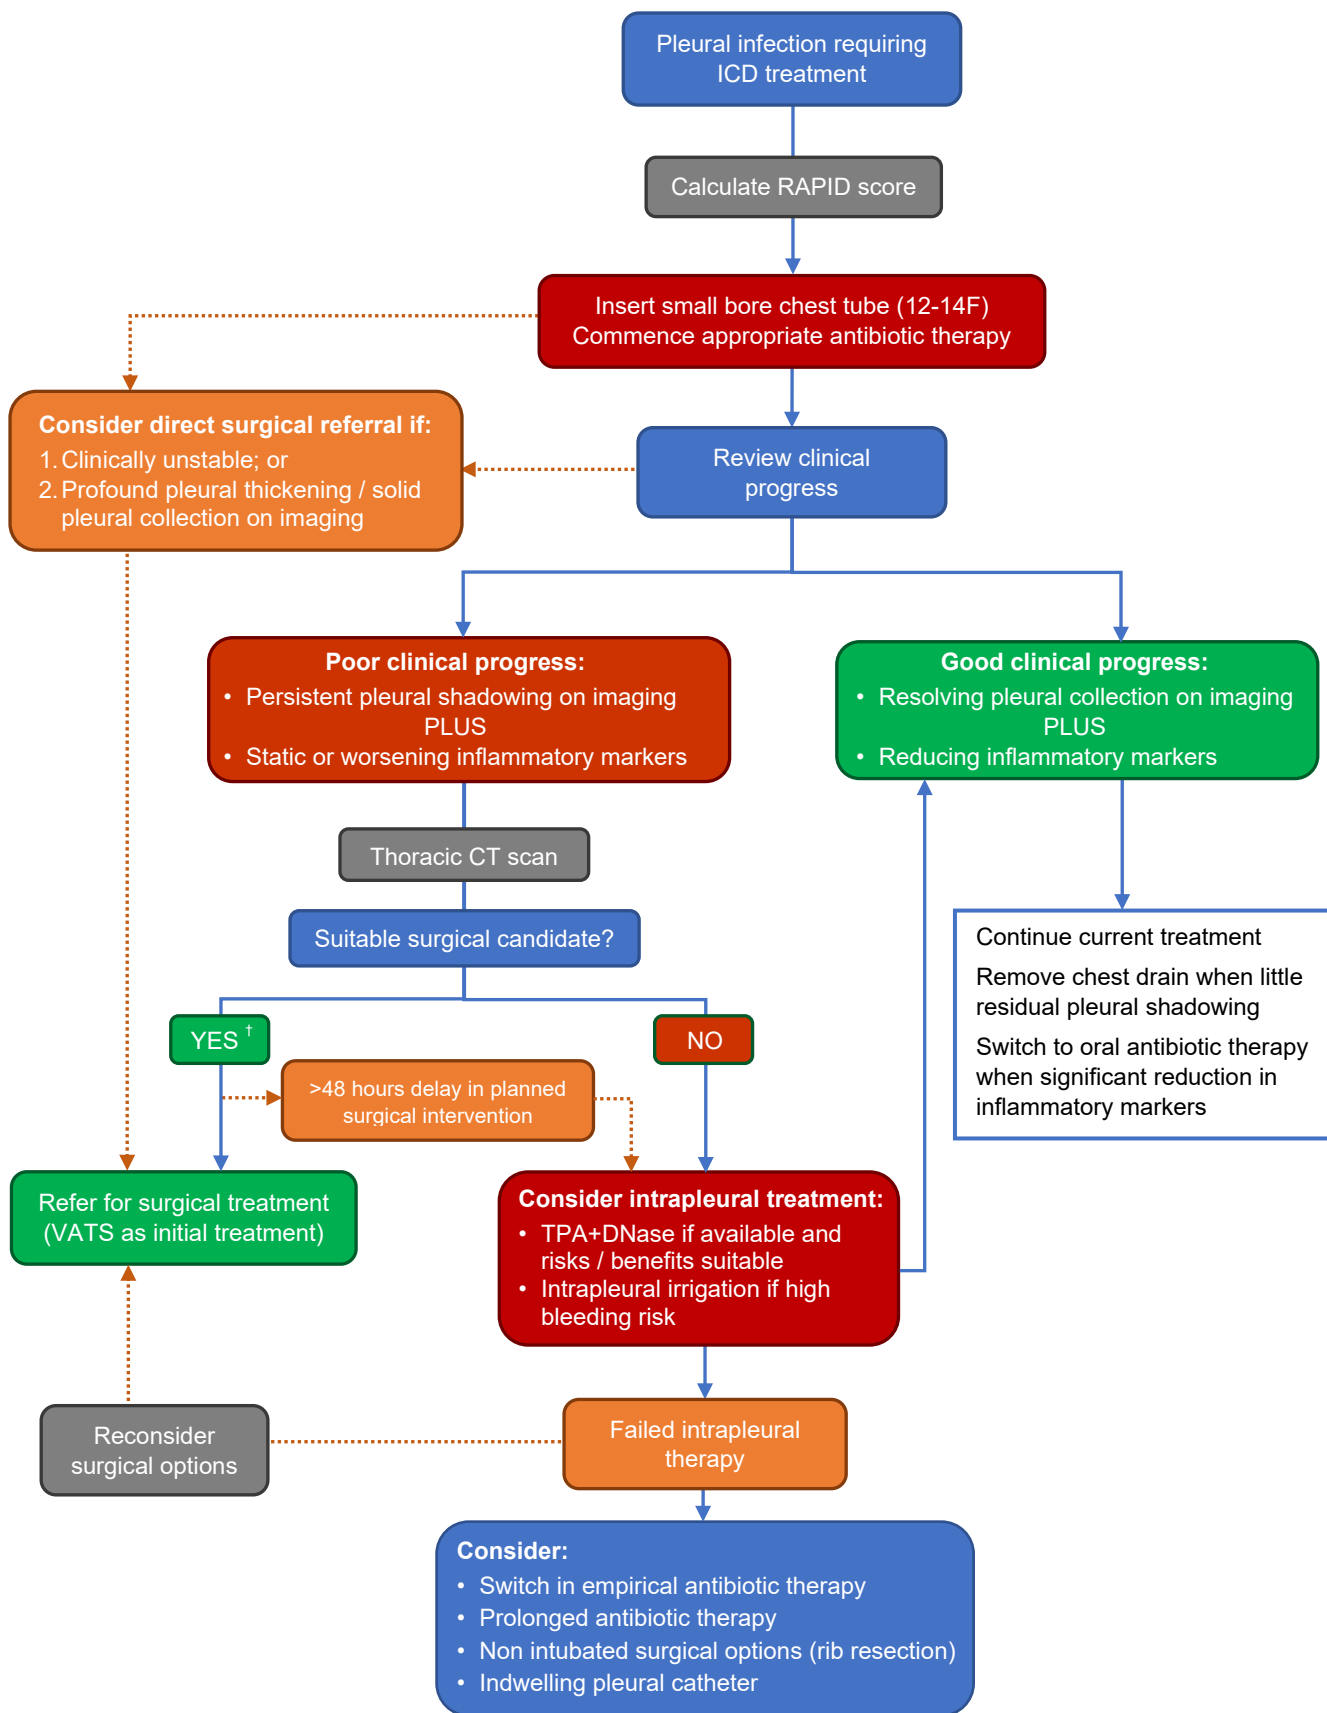 Pleural infection requiring
ICD treatment
Calculate RAPID score
Insert small bore chest tube (12-14F)
Commence appropriate antibiotic therapy
Consider direct surgical referral if:
1. Clinically unstable; or
2. Profound pleural thickening / solid
pleural collection on imaging
Review clinical
progress
Poor clinical progress:
• Persistent pleural shadowing on imaging
PLUS
• Static or worsening inflammatory markers
Good clinical progress:
• Resolving pleural collection on imaging
PLUS
• Reducing inflammatory markers
Thoracic CT scan
Suitable surgical candidate?
Continue current treatment
Remove chest drain when little
residual pleural shadowing
Switch to oral antibiotic therapy
when significant reduction in
inflammatory markers
YES †
NO
>48 hours delay in planned
surgical intervention
Refer for surgical treatment
(VATS as initial treatment)
Consider intrapleural treatment:
• TPA+DNase if available and
risks / benefits suitable
• Intrapleural irrigation if high
bleeding risk
Reconsider
surgical options
Failed intrapleural
therapy
Consider:
• Switch in empirical antibiotic therapy
• Prolonged antibiotic therapy
• Non intubated surgical options (rib resection)
• Indwelling pleural catheter